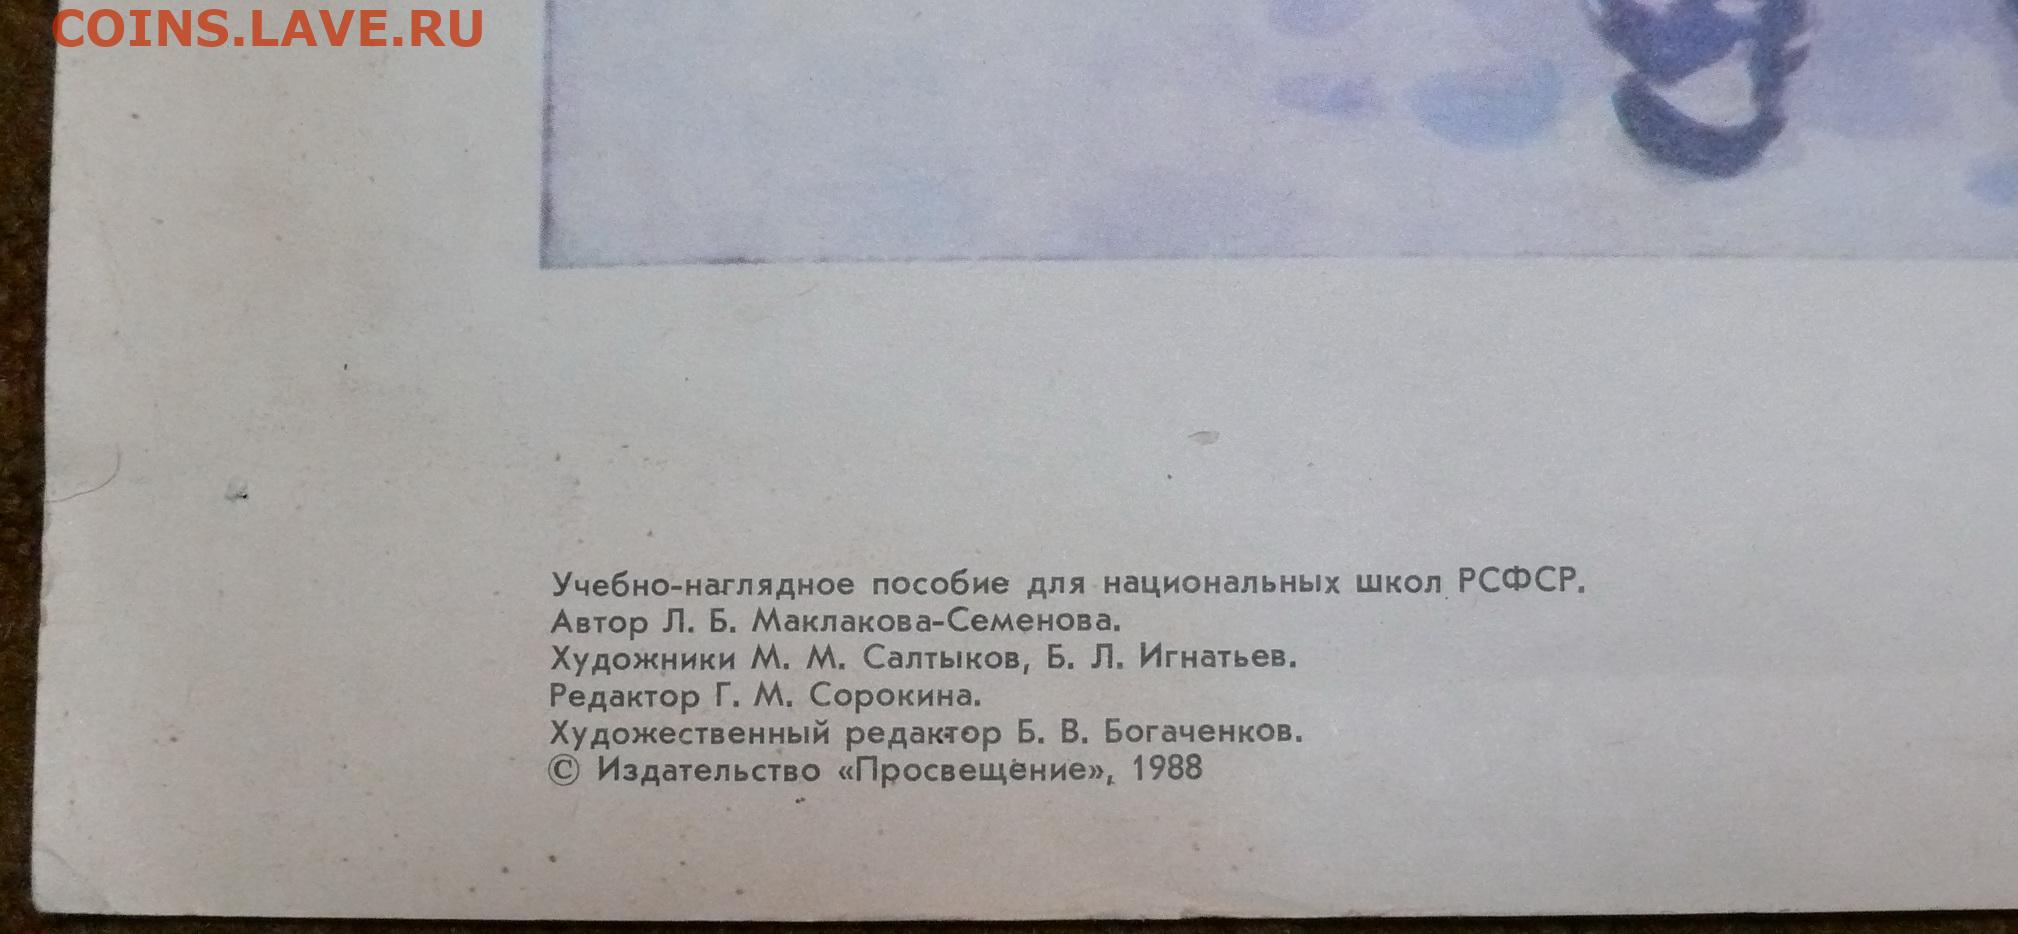 COINS.LAVE.RU
Учебно-наглядное пособие для национальных школ РСФСР.
Автор Л. Б. Маклакова-Семенова.
Художники М. М. Салтыков, Б. Л. Игнатьев.
Редактор Г. М. Сорокина.
Художественный редактор Б. В. Богаченков.
© Издательство «Просвещение», 1988